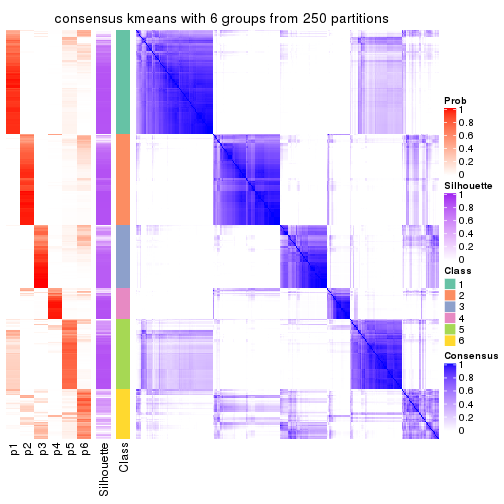 consensus kmeans with 6 groups from 250 partitions
Prob
1
0.8
0.6
0.4
0.2
0
Silhouette
1
0.8
0.6
0.4
0.2
0
Class
1
2
3
4
5
6
Consensus
1
0.8
0.6
0.4
0.2
0
p1
p2
p3
p4
p5
p6
Silhouette
Class